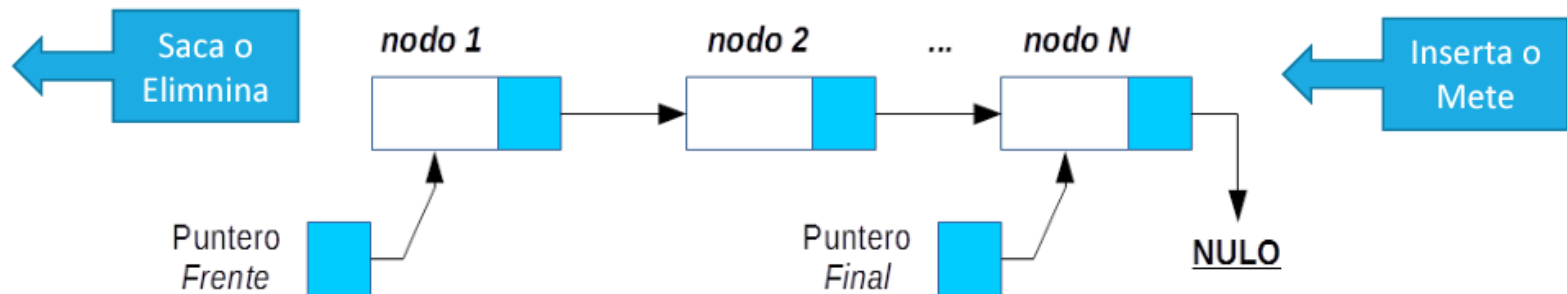 Saca o
Elimnina
nodo 1
nodo 2
...
nodo N
Inserta o
Mete
Puntero
Frente
Puntero
Final
NULO